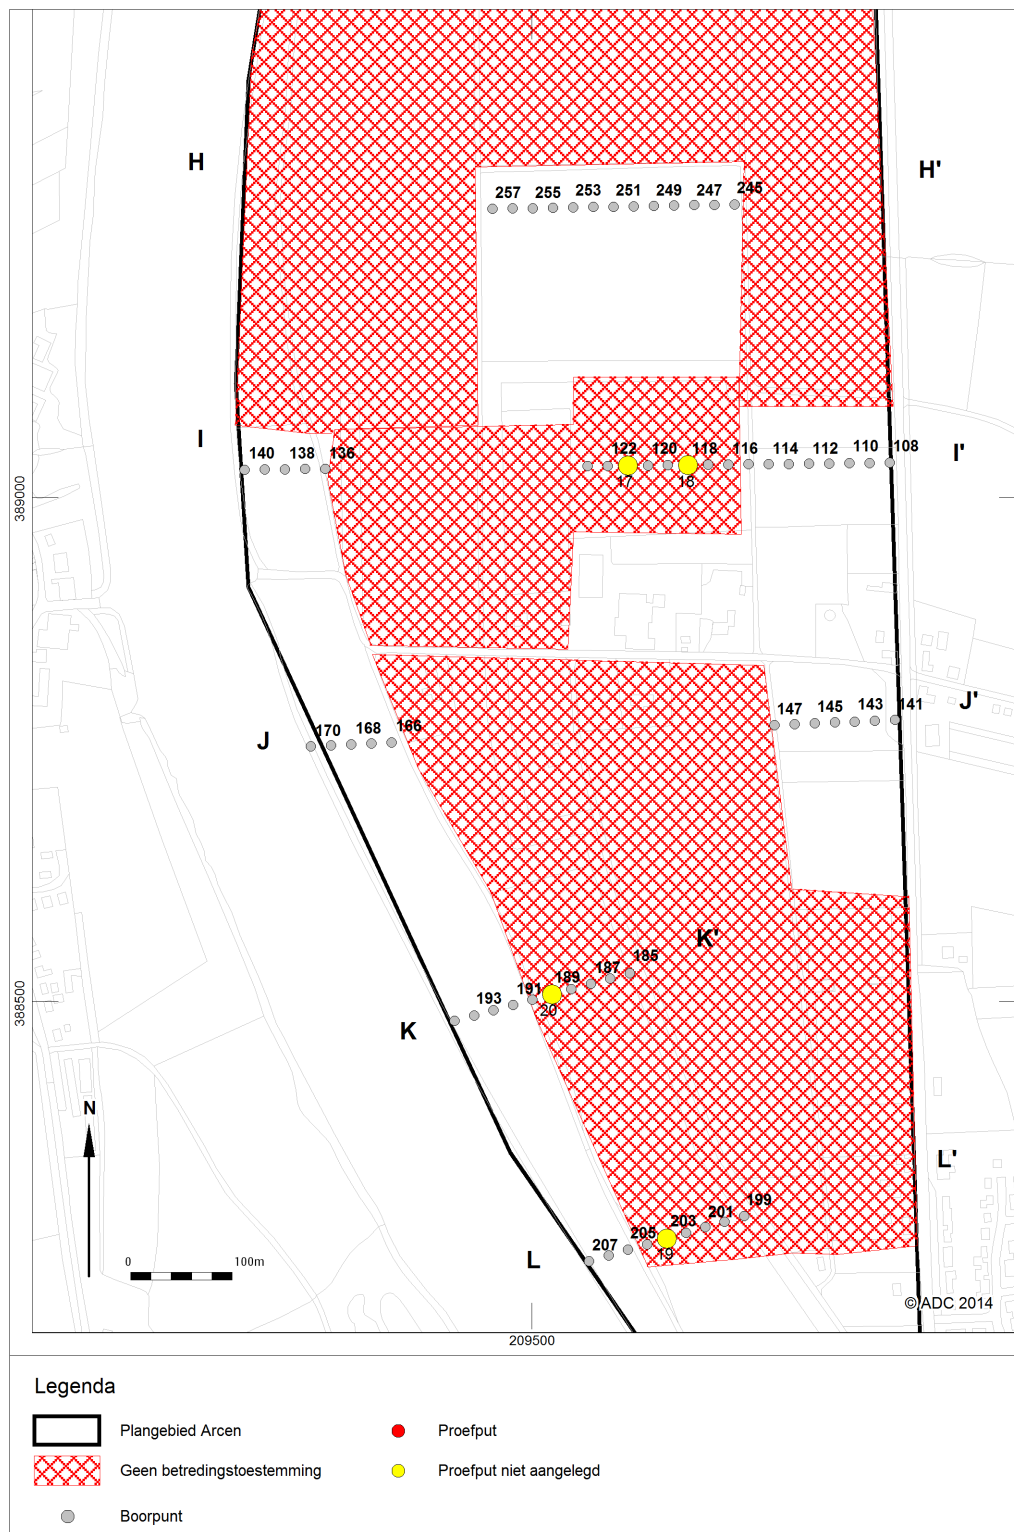 H
H'
257 255 253 251 249 247 245
I
I'
140 138 136
122 120 118 116 114 112 110 108
17 18
389000
J'
147 145 143 141
J
170 168 166
K'
193 191 189 187 185
20
388500
K
N
L'
199
207 205 203 201
19
L
0 100m
© ADC 2014
209500
Legenda
Plangebied Arcen
Proefput
Geen betredingstoestemming
Proefput niet aangelegd
Boorpunt